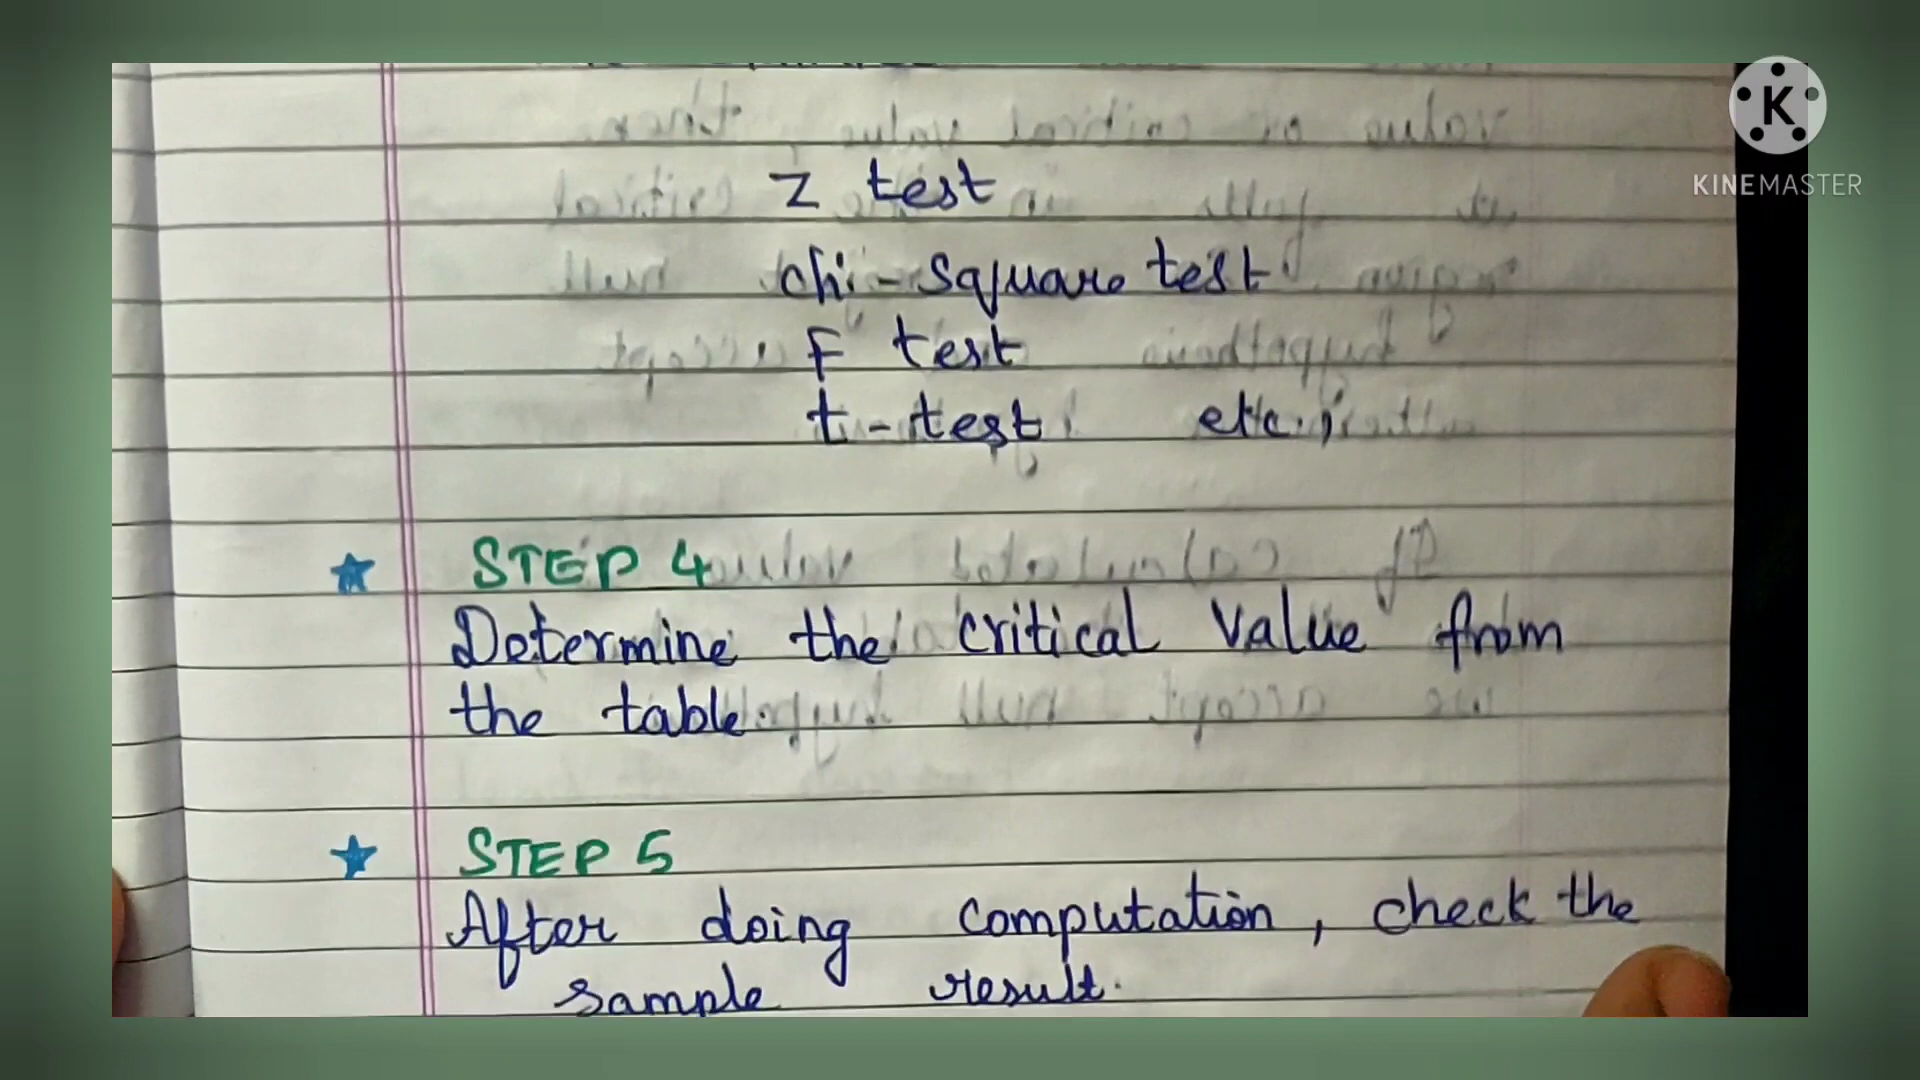 Z test
chi-square test
F test
t-test etc.,
STEP 4
Determine the critical value from
the table.
STEP 5
After doing computation, check the
sample result.
K
KINEMASTER